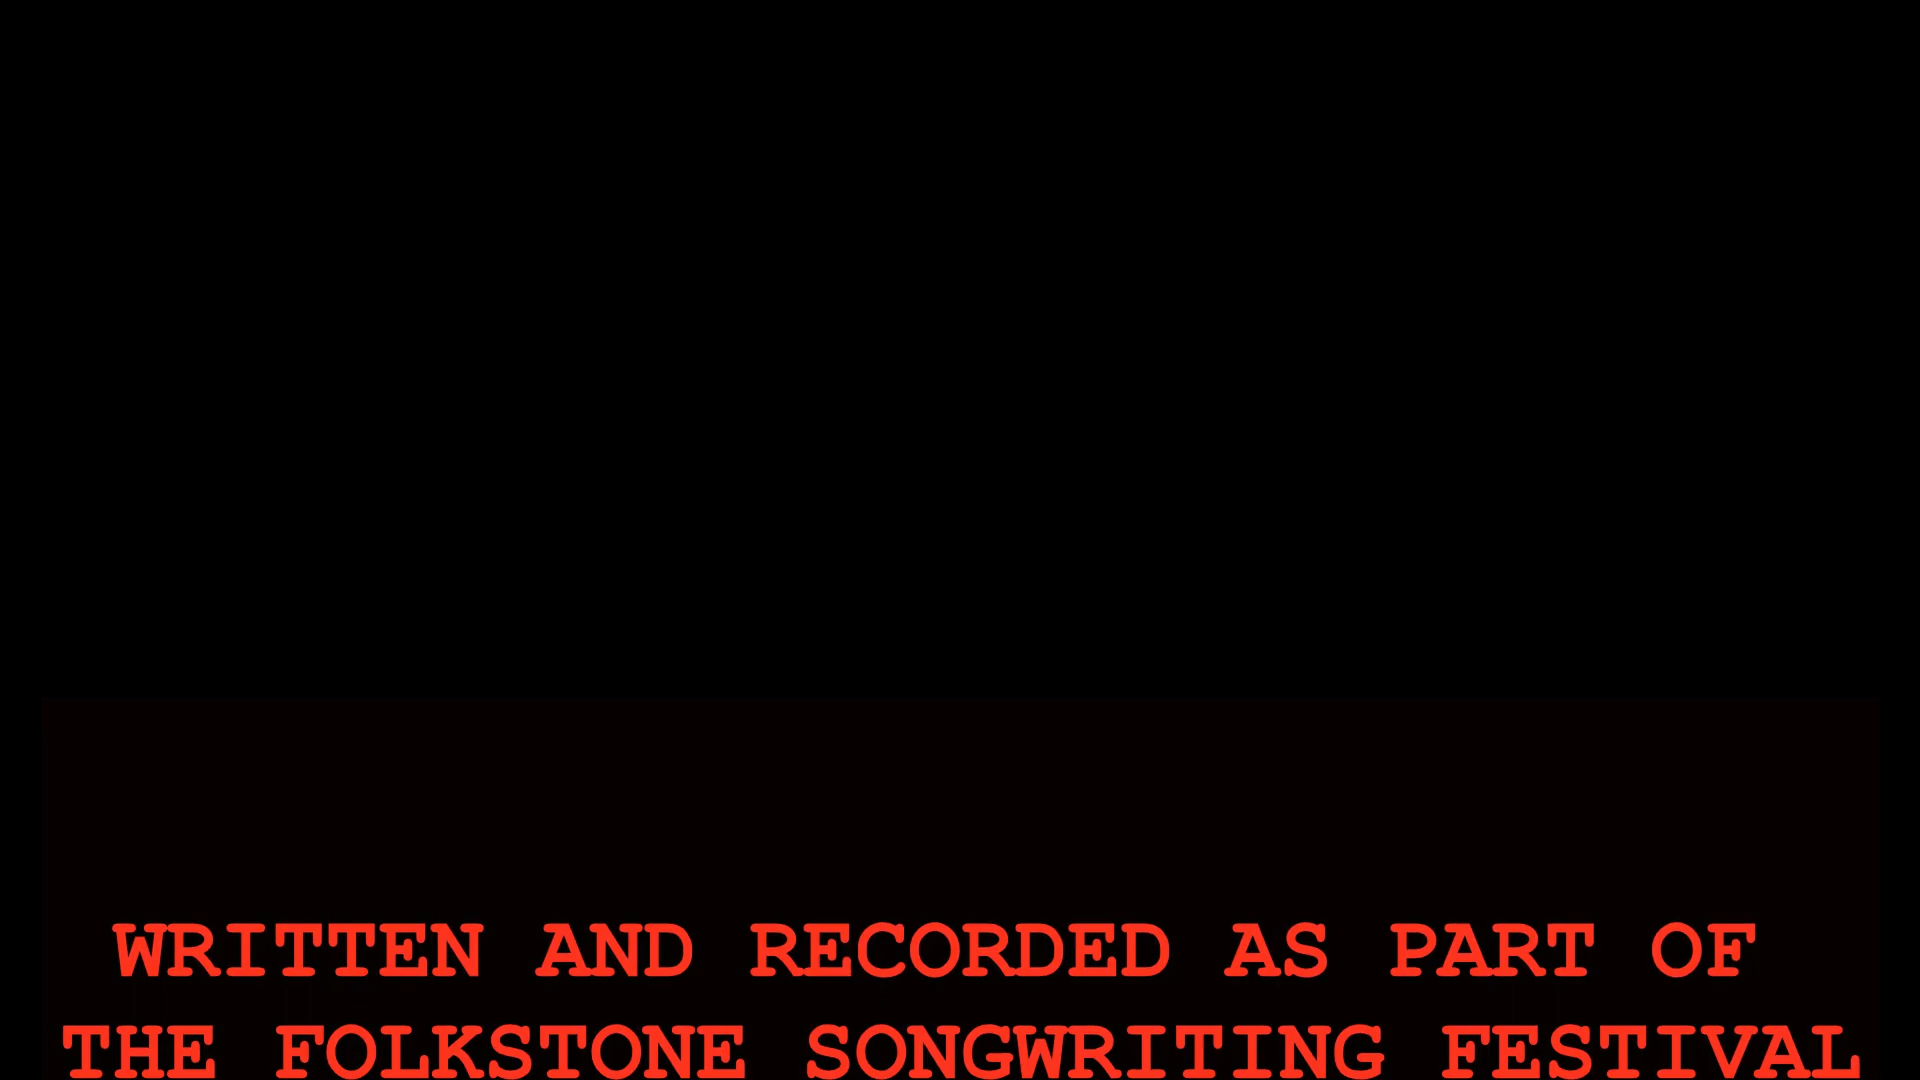 WRITTEN AND RECORDED AS PART OF
THE FOLKSTONE SONGWRITING FESTIVAL